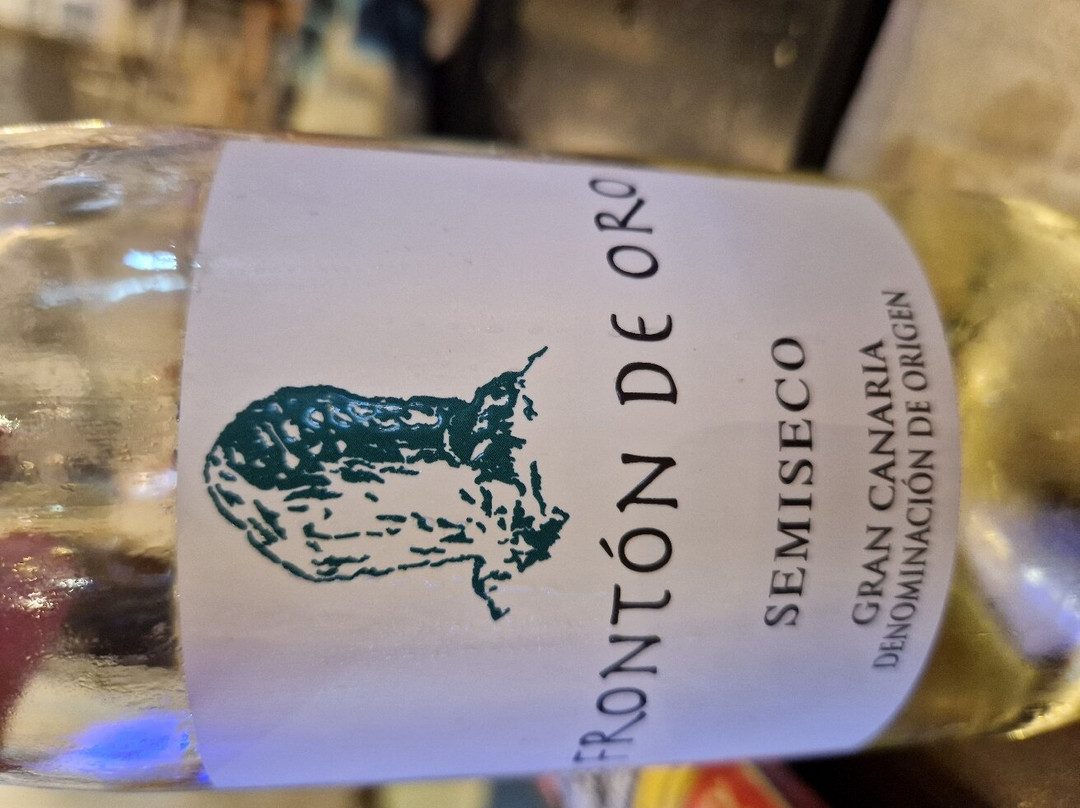 FRONTÓN DE ORO
SEMISECO
GRAN CANARIA
DENOMINACIÓN DE ORIGEN